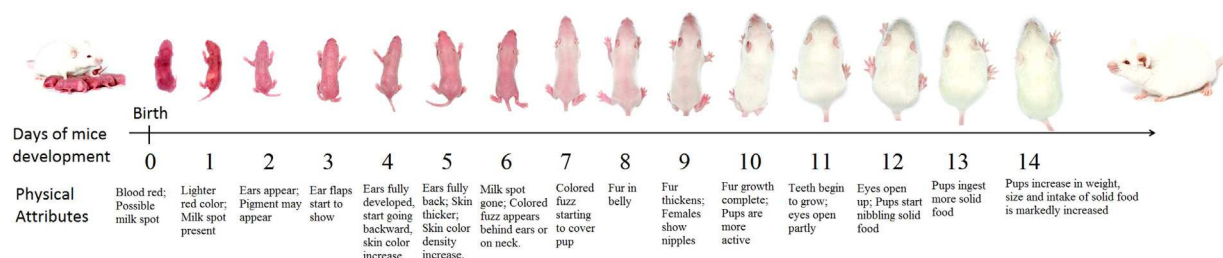 Birth
Days of mice
development
0 1 2 3 4 5 6 7 8 9 10 11 12 13 14
Physical
Attributes
Blood red;
Possible
milk spot
Lighter
red color;
Milk spot
present
Ears appear;
Pigment may
appear
Ear flaps
start to
show
Ears fully
developed,
start going
backward,
skin color
increase
Ears fully
back; Skin
thicker;
Skin color
density
increase.
Milk spot
gone; Colored
fuzz appears
behind ears or
on neck.
Colored
fuzz
starting
to cover
pup
Fur in
belly
Fur
thickens;
Females
show
nipples
Fur growth
complete;
Pups are
more
active
Teeth begin
to grow;
eyes open
partly
Eyes open
up; Pups start
nibbling solid
food
Pups ingest
more solid
food
Pups increase in weight,
size and intake of solid food
is markedly increased